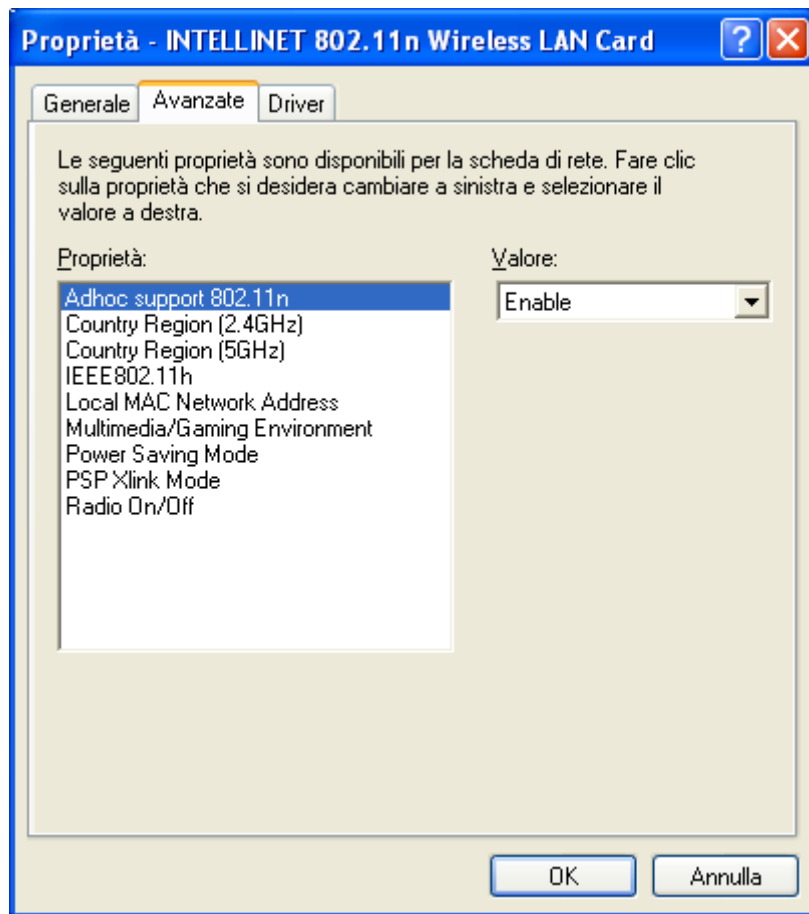 Proprietà - INTELLINET 802.11n Wireless LAN Card
Generale Avanzate Driver
Le seguenti proprietà sono disponibili per la scheda di rete. Fare clic
sulla proprietà che si desidera cambiare a sinistra e selezionare il
valore a destra.
Proprietà:
Adhoc support 802.11n
Country Region (2.4GHz)
Country Region (5GHz)
IEEE802.11h
Local MAC Network Address
Multimedia/Gaming Environment
Power Saving Mode
PSP Xlink Mode
Radio On/Off
Valore:
Enable
OK Annulla